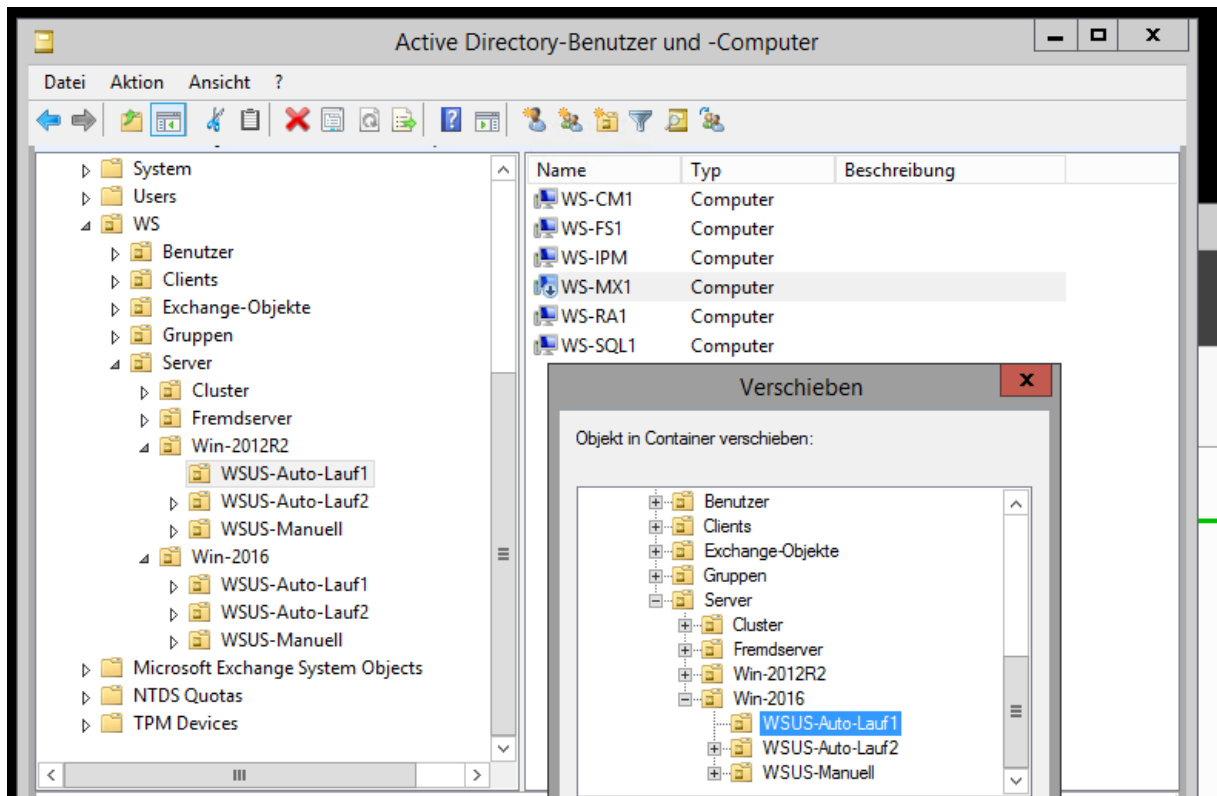 Active Directory-Benutzer und -Computer
Datei Aktion Ansicht ?
System
Users
WS
Benutzer
Clients
Exchange-Objekte
Gruppen
Server
Cluster
Fremdserver
Win-2012R2
WSUS-Auto-Lauf1
WSUS-Auto-Lauf2
WSUS-Manuell
Win-2016
WSUS-Auto-Lauf1
WSUS-Auto-Lauf2
WSUS-Manuell
Microsoft Exchange System Objects
NTDS Quotas
TPM Devices
Name Typ Beschreibung
WS-CM1 Computer
WS-FS1 Computer
WS-IPM Computer
WS-MX1 Computer
WS-RA1 Computer
WS-SQL1 Computer
Verschieben
Objekt in Container verschieben:
Benutzer
Clients
Exchange-Objekte
Gruppen
Server
Cluster
Fremdserver
Win-2012R2
Win-2016
WSUS-Auto-Lauf1
WSUS-Auto-Lauf2
WSUS-Manuell